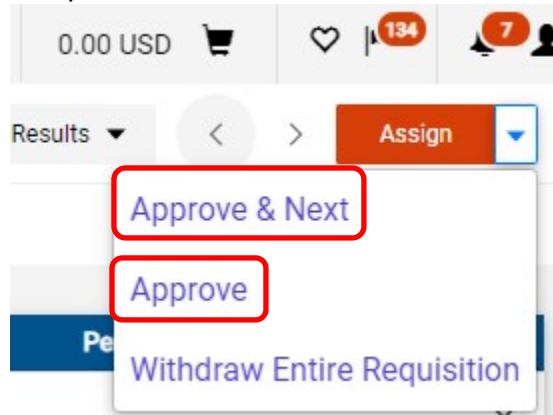 0.00 USD 134 7
Results Assign
Approve & Next
Approve
Pe
Withdraw Entire Requisition